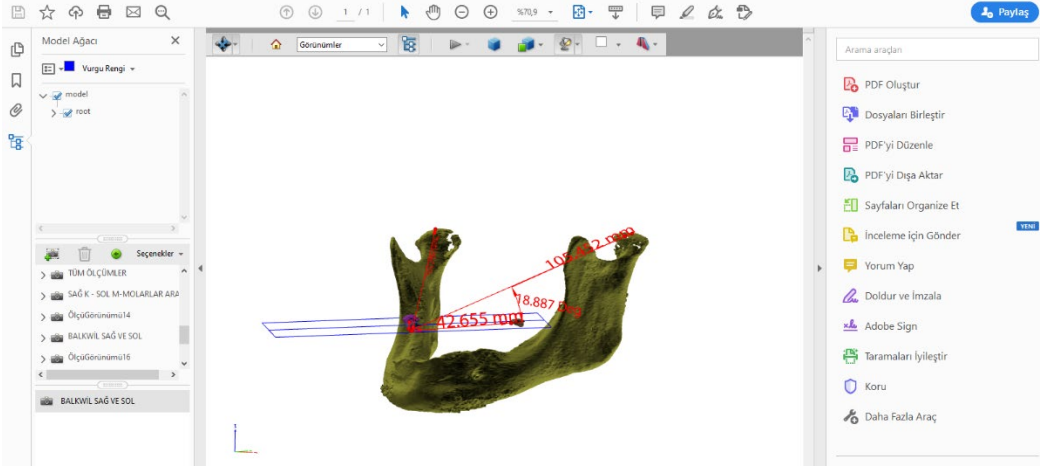 1 / 1
%70,9
Paylaş
Model Ağacı
Vurgu Rengi
model
root
Seçenekler
TÜM ÖLÇÜMLER
SAĞ K - SOL M-MOLARLAR ARA
ÖlçüGörünümü14
BALKWİL SAĞ VE SOL
ÖlçüGörünümü16
BALKWİL SAĞ VE SOL
Görünümler
18.887 Deg
42.655 mm
Arama araçları
PDF Oluştur
Dosyaları Birleştir
PDF'yi Düzenle
PDF'yi Dışa Aktar
Sayfaları Organize Et
YENİ
İnceleme için Gönder
Yorum Yap
Doldur ve İmzala
Adobe Sign
Taramaları İyileştir
Koru
Daha Fazla Araç